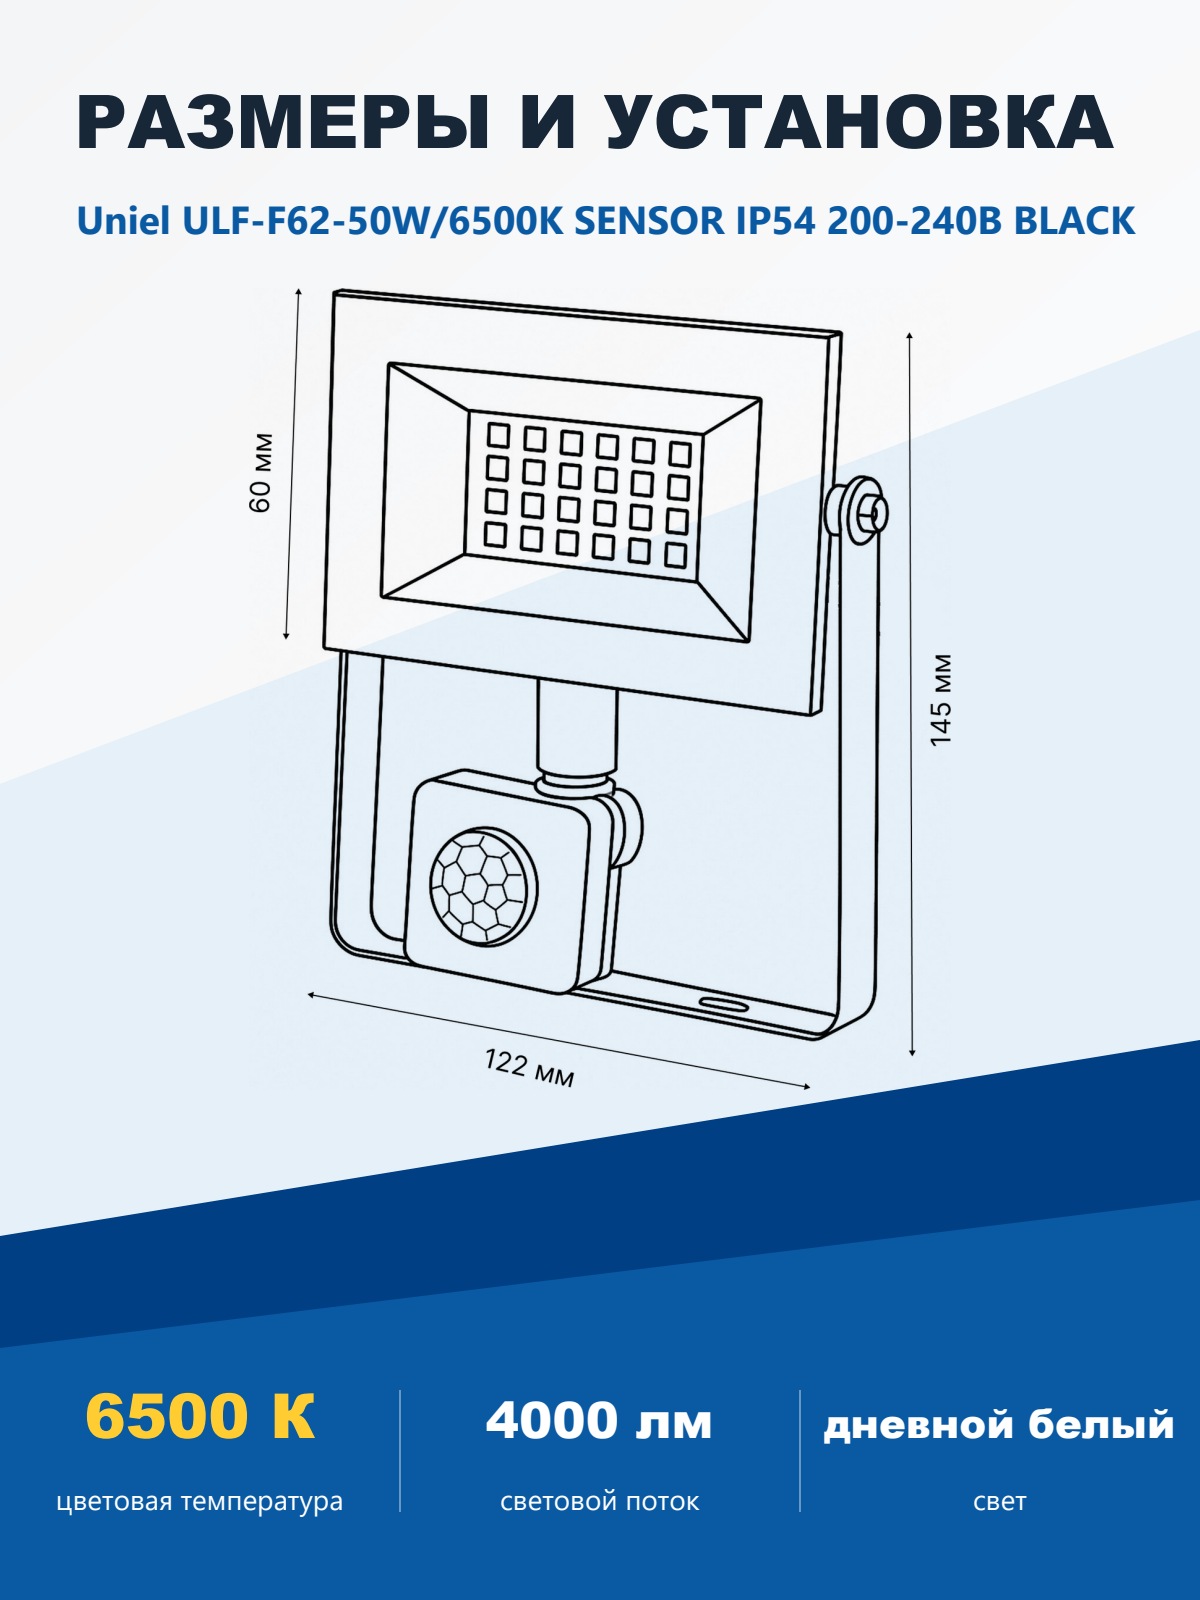 РАЗМЕРЫ И УСТАНОВКА
Uniel ULF-F62-50W/6500K SENSOR IP54 200-240В BLACK
60 мм
145 мм
122 мм
6500 К
цветовая температура
4000 лм
световой поток
дневной белый
свет